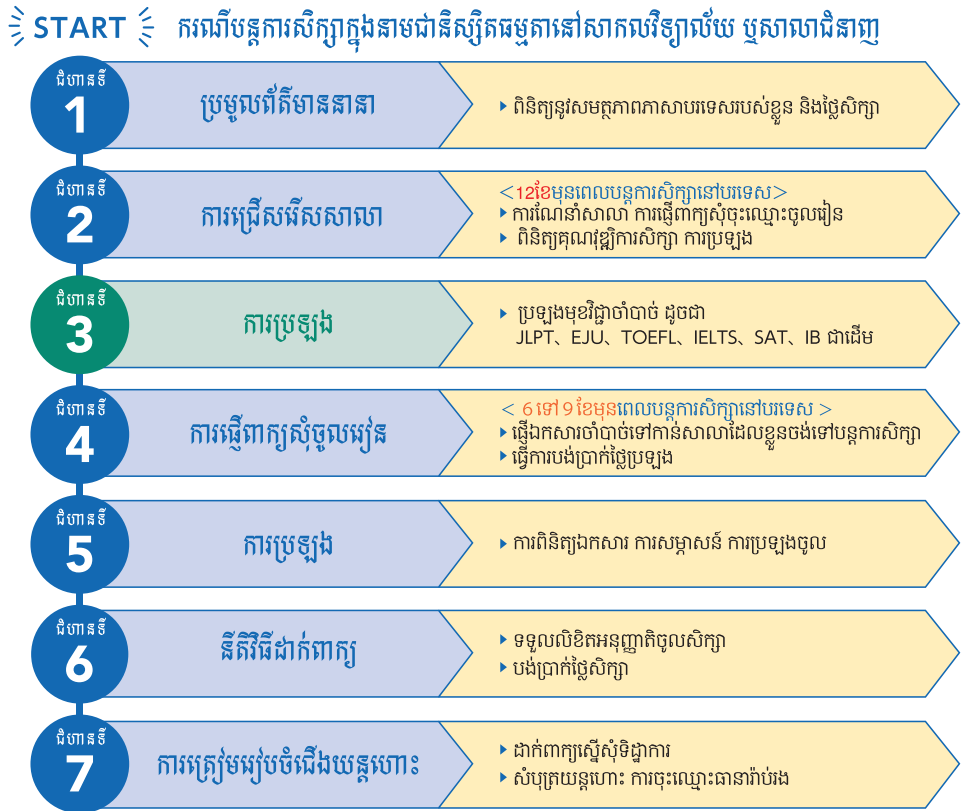 START ករណីបន្តការសិក្សាក្នុងនាមជានិស្សិតធម្មតានៅសាកលវិទ្យាល័យ ឬសាលាជំនាញ
ជំហានទី
1
ប្រមូលព័ត៌មាននានា
ពិនិត្យនូវសមត្ថភាពភាសាបរទេសរបស់ខ្លួន និងថ្លៃសិក្សា
ជំហានទី
2
ការជ្រើសរើសសាលា
<12ខែមុនពេលបន្តការសិក្សានៅបរទេស>
ការណែនាំសាលា ការផ្ញើពាក្យសុំចុះឈ្មោះចូលរៀន
ពិនិត្យគុណវុឌ្ឍិការសិក្សា ការប្រឡង
ជំហានទី
3
ការប្រឡង
ប្រឡងមុខវិជ្ជាចាំបាច់ ដូចជា
JLPT、EJU、TOEFL、IELTS、SAT、IB ជាដើម
ជំហានទី
4
ការផ្ញើពាក្យសុំចូលរៀន
< 6 ទៅ 9 ខែមុនពេលបន្តការសិក្សានៅបរទេស >
ផ្ញើឯកសារចាំបាច់ទៅកាន់សាលាដែលខ្លួនចង់ទៅបន្តការសិក្សា
ធ្វើការបង់ប្រាក់ថ្លៃប្រឡង
ជំហានទី
5
ការប្រឡង
ការពិនិត្យឯកសារ ការសម្ភាសន៍ ការប្រឡងចូល
ជំហានទី
6
នីតិវិធីដាក់ពាក្យ
ទទួលលិខិតអនុញ្ញាតិចូលសិក្សា
បង់ប្រាក់ថ្លៃសិក្សា
ជំហានទី
7
ការត្រៀមរៀបចំជើងយន្តហោះ
ដាក់ពាក្យស្នើសុំទិដ្ឋាការ
សំបុត្រយន្តហោះ ការចុះឈ្មោះធានារ៉ាប់រង